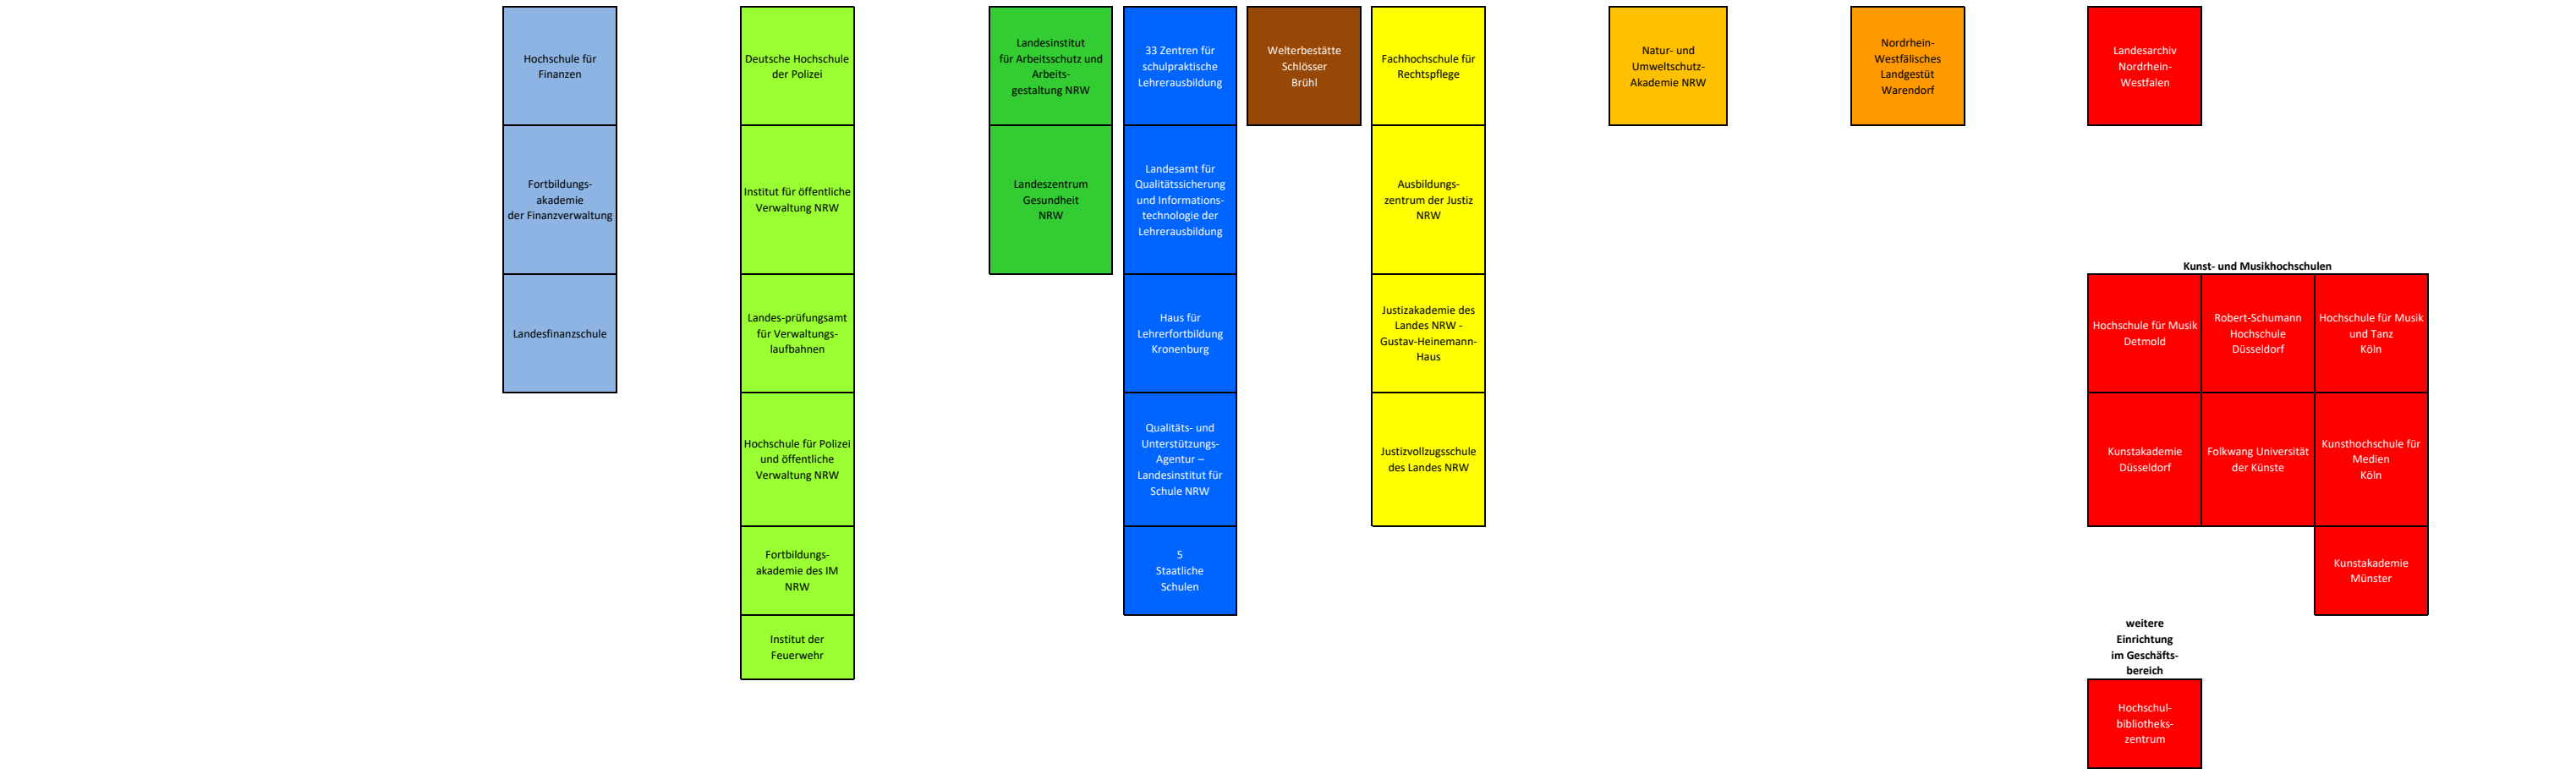 Hochschule für
Finanzen
Deutsche Hochschule
der Polizei
Landesinstitut
für Arbeitsschutz und
Arbeits-
gestaltung NRW
33 Zentren für
schulpraktische
Lehrerausbildung
Welterbestätte
Schlösser
Brühl
Fachhochschule für
Rechtspflege
Natur- und
Umweltschutz-
Akademie NRW
Nordrhein-
Westfälisches
Landgestüt
Warendorf
Landesarchiv
Nordrhein-
Westfalen
Fortbildungs-
akademie
der Finanzverwaltung
Institut für öffentliche
Verwaltung NRW
Landeszentrum
Gesundheit
NRW
Landesamt für
Qualitätssicherung
und Informations-
technologie der
Lehrerausbildung
Ausbildungs-
zentrum der Justiz
NRW
Kunst- und Musikhochschulen
Landesfinanzschule
Landes-prüfungsamt
für Verwaltungs-
laufbahnen
Haus für
Lehrerfortbildung
Kronenburg
Justizakademie des
Landes NRW -
Gustav-Heinemann-
Haus
Hochschule für Musik
Detmold
Robert-Schumann
Hochschule
Düsseldorf
Hochschule für Musik
und Tanz
Köln
Hochschule für Polizei
und öffentliche
Verwaltung NRW
Qualitäts- und
Unterstützungs-
Agentur –
Landesinstitut für
Schule NRW
Justizvollzugsschule
des Landes NRW
Kunstakademie
Düsseldorf
Folkwang Universität
der Künste
Kunsthochschule für
Medien
Köln
Fortbildungs-
akademie des IM
NRW
5
Staatliche
Schulen
Kunstakademie
Münster
Institut der
Feuerwehr
weitere
Einrichtung
im Geschäfts-
bereich
Hochschul-
bibliotheks-
zentrum